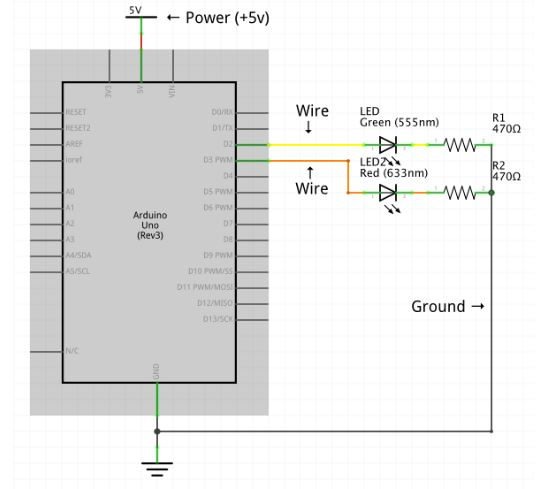 5V
← Power (+5v)
3V3
5V
VIN
RESET
RESET2
AREF
ioref
A0
A1
A2
A3
A4/SDA
A5/SCL
N/C
Arduino
Uno
(Rev3)
D0/RX
D1/TX
D2
D3 PWM
D4
D5 PWM
D6 PWM
D7
D8
D9 PWM
D10 PWM/SS
D11 PWM/MOSI
D12/MISO
D13/SCK
GND
Wire
↓
↑
Wire
LED
Green (555nm)
LED2
Red (633nm)
R1
470Ω
R2
470Ω
Ground →